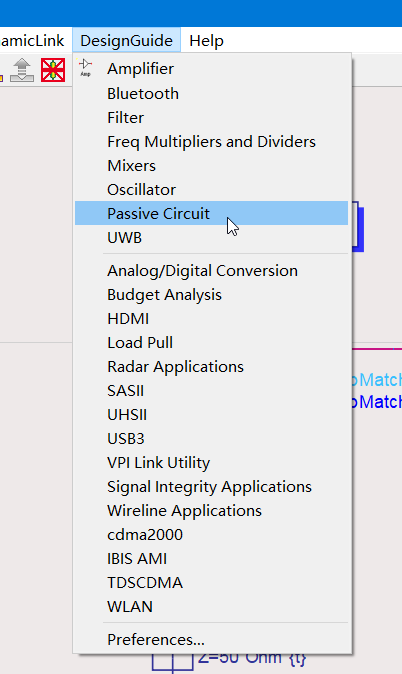 amicLink DesignGuide Help
Amp Amplifier
Bluetooth
Filter
Freq Multipliers and Dividers
Mixers
Oscillator
Passive Circuit
UWB
Analog/Digital Conversion
Budget Analysis
HDMI
Load Pull
Radar Applications
SASII
UHSII
USB3
VPI Link Utility
Signal Integrity Applications
Wireline Applications
cdma2000
IBIS AMI
TDSCDMA
WLAN
Preferences...
oMatch
oMatch
Z=50 Ohm {t}